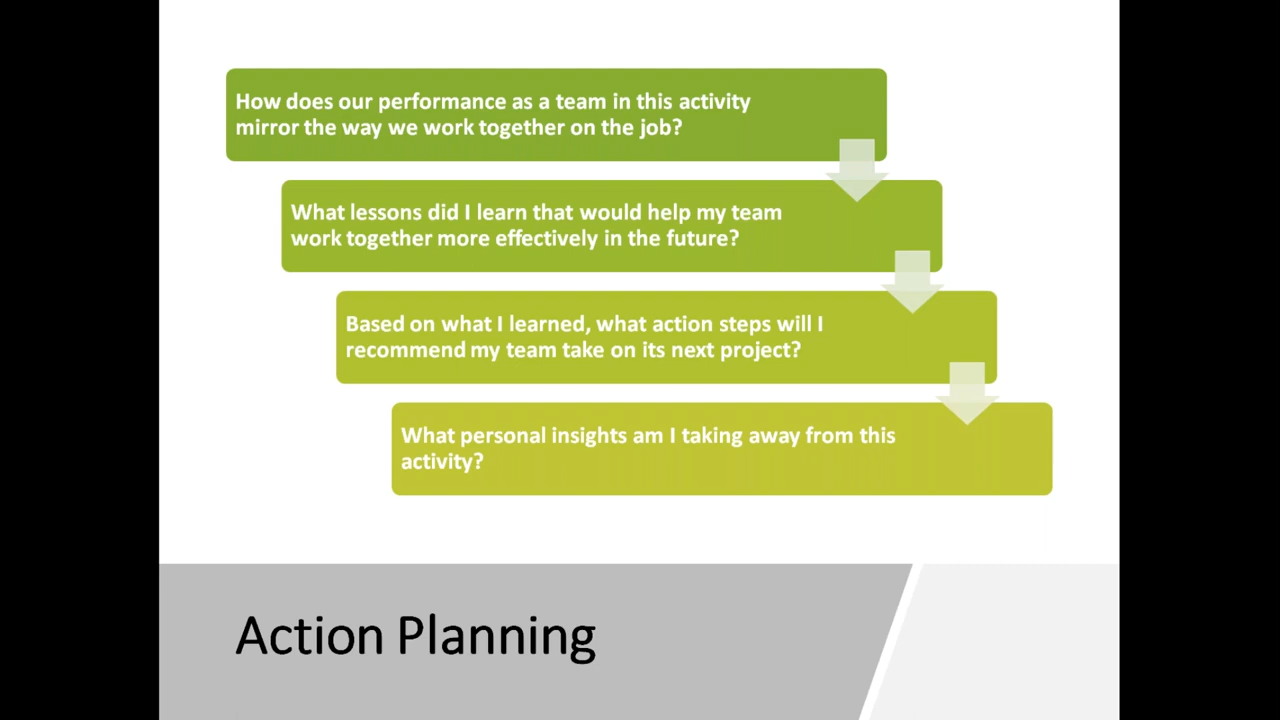 How does our performance as a team in this activity
mirror the way we work together on the job?
What lessons did I learn that would help my team
work together more effectively in the future?
Based on what I learned, what action steps will I
recommend my team take on its next project?
What personal insights am I taking away from this
activity?
Action Planning